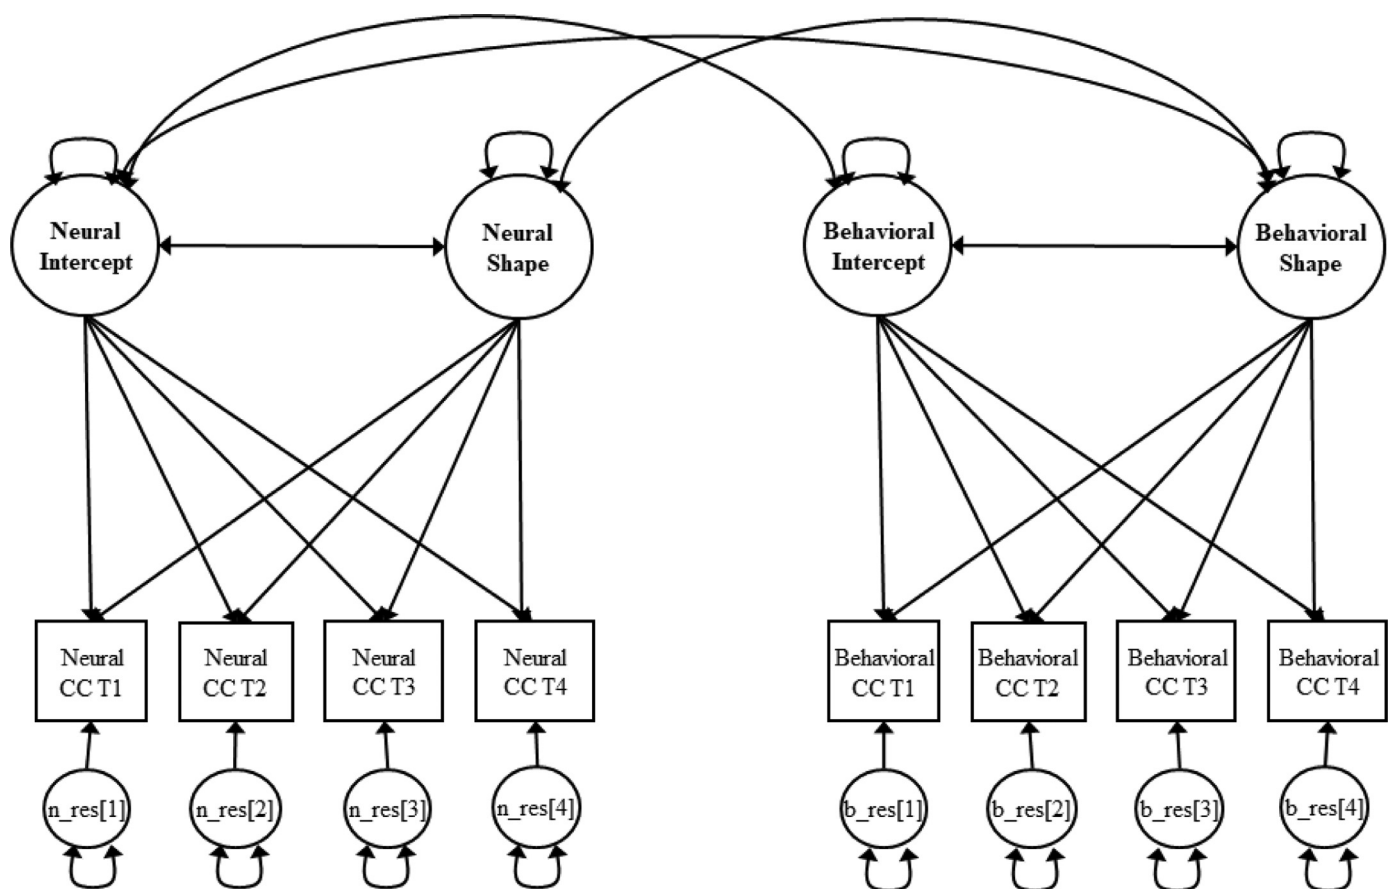 Neural
Intercept
Neural
Shape
Behavioral
Intercept
Behavioral
Shape
Neural
CC T1
Neural
CC T2
Neural
CC T3
Neural
CC T4
Behavioral
CC T1
Behavioral
CC T2
Behavioral
CC T3
Behavioral
CC T4
n_res[1]
n_res[2]
n_res[3]
n_res[4]
b_res[1]
b_res[2]
b_res[3]
b_res[4]